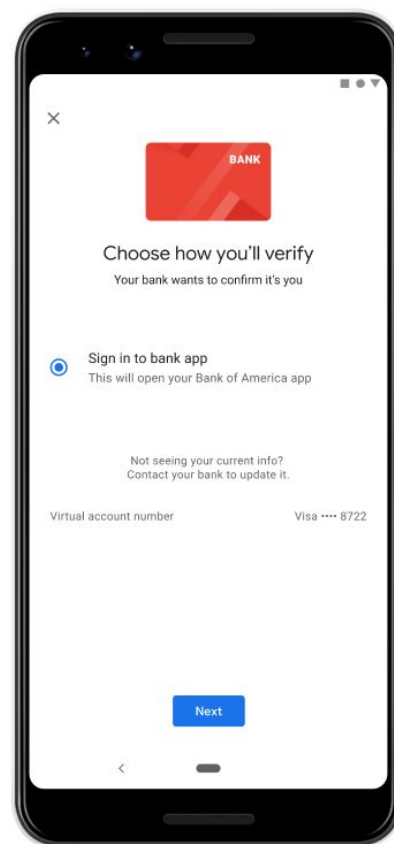 BANK
Choose how you'll verify
Your bank wants to confirm it's you
Sign in to bank app
This will open your Bank of America app
Not seeing your current info?
Contact your bank to update it.
Virtual account number Visa •••• 8722
Next